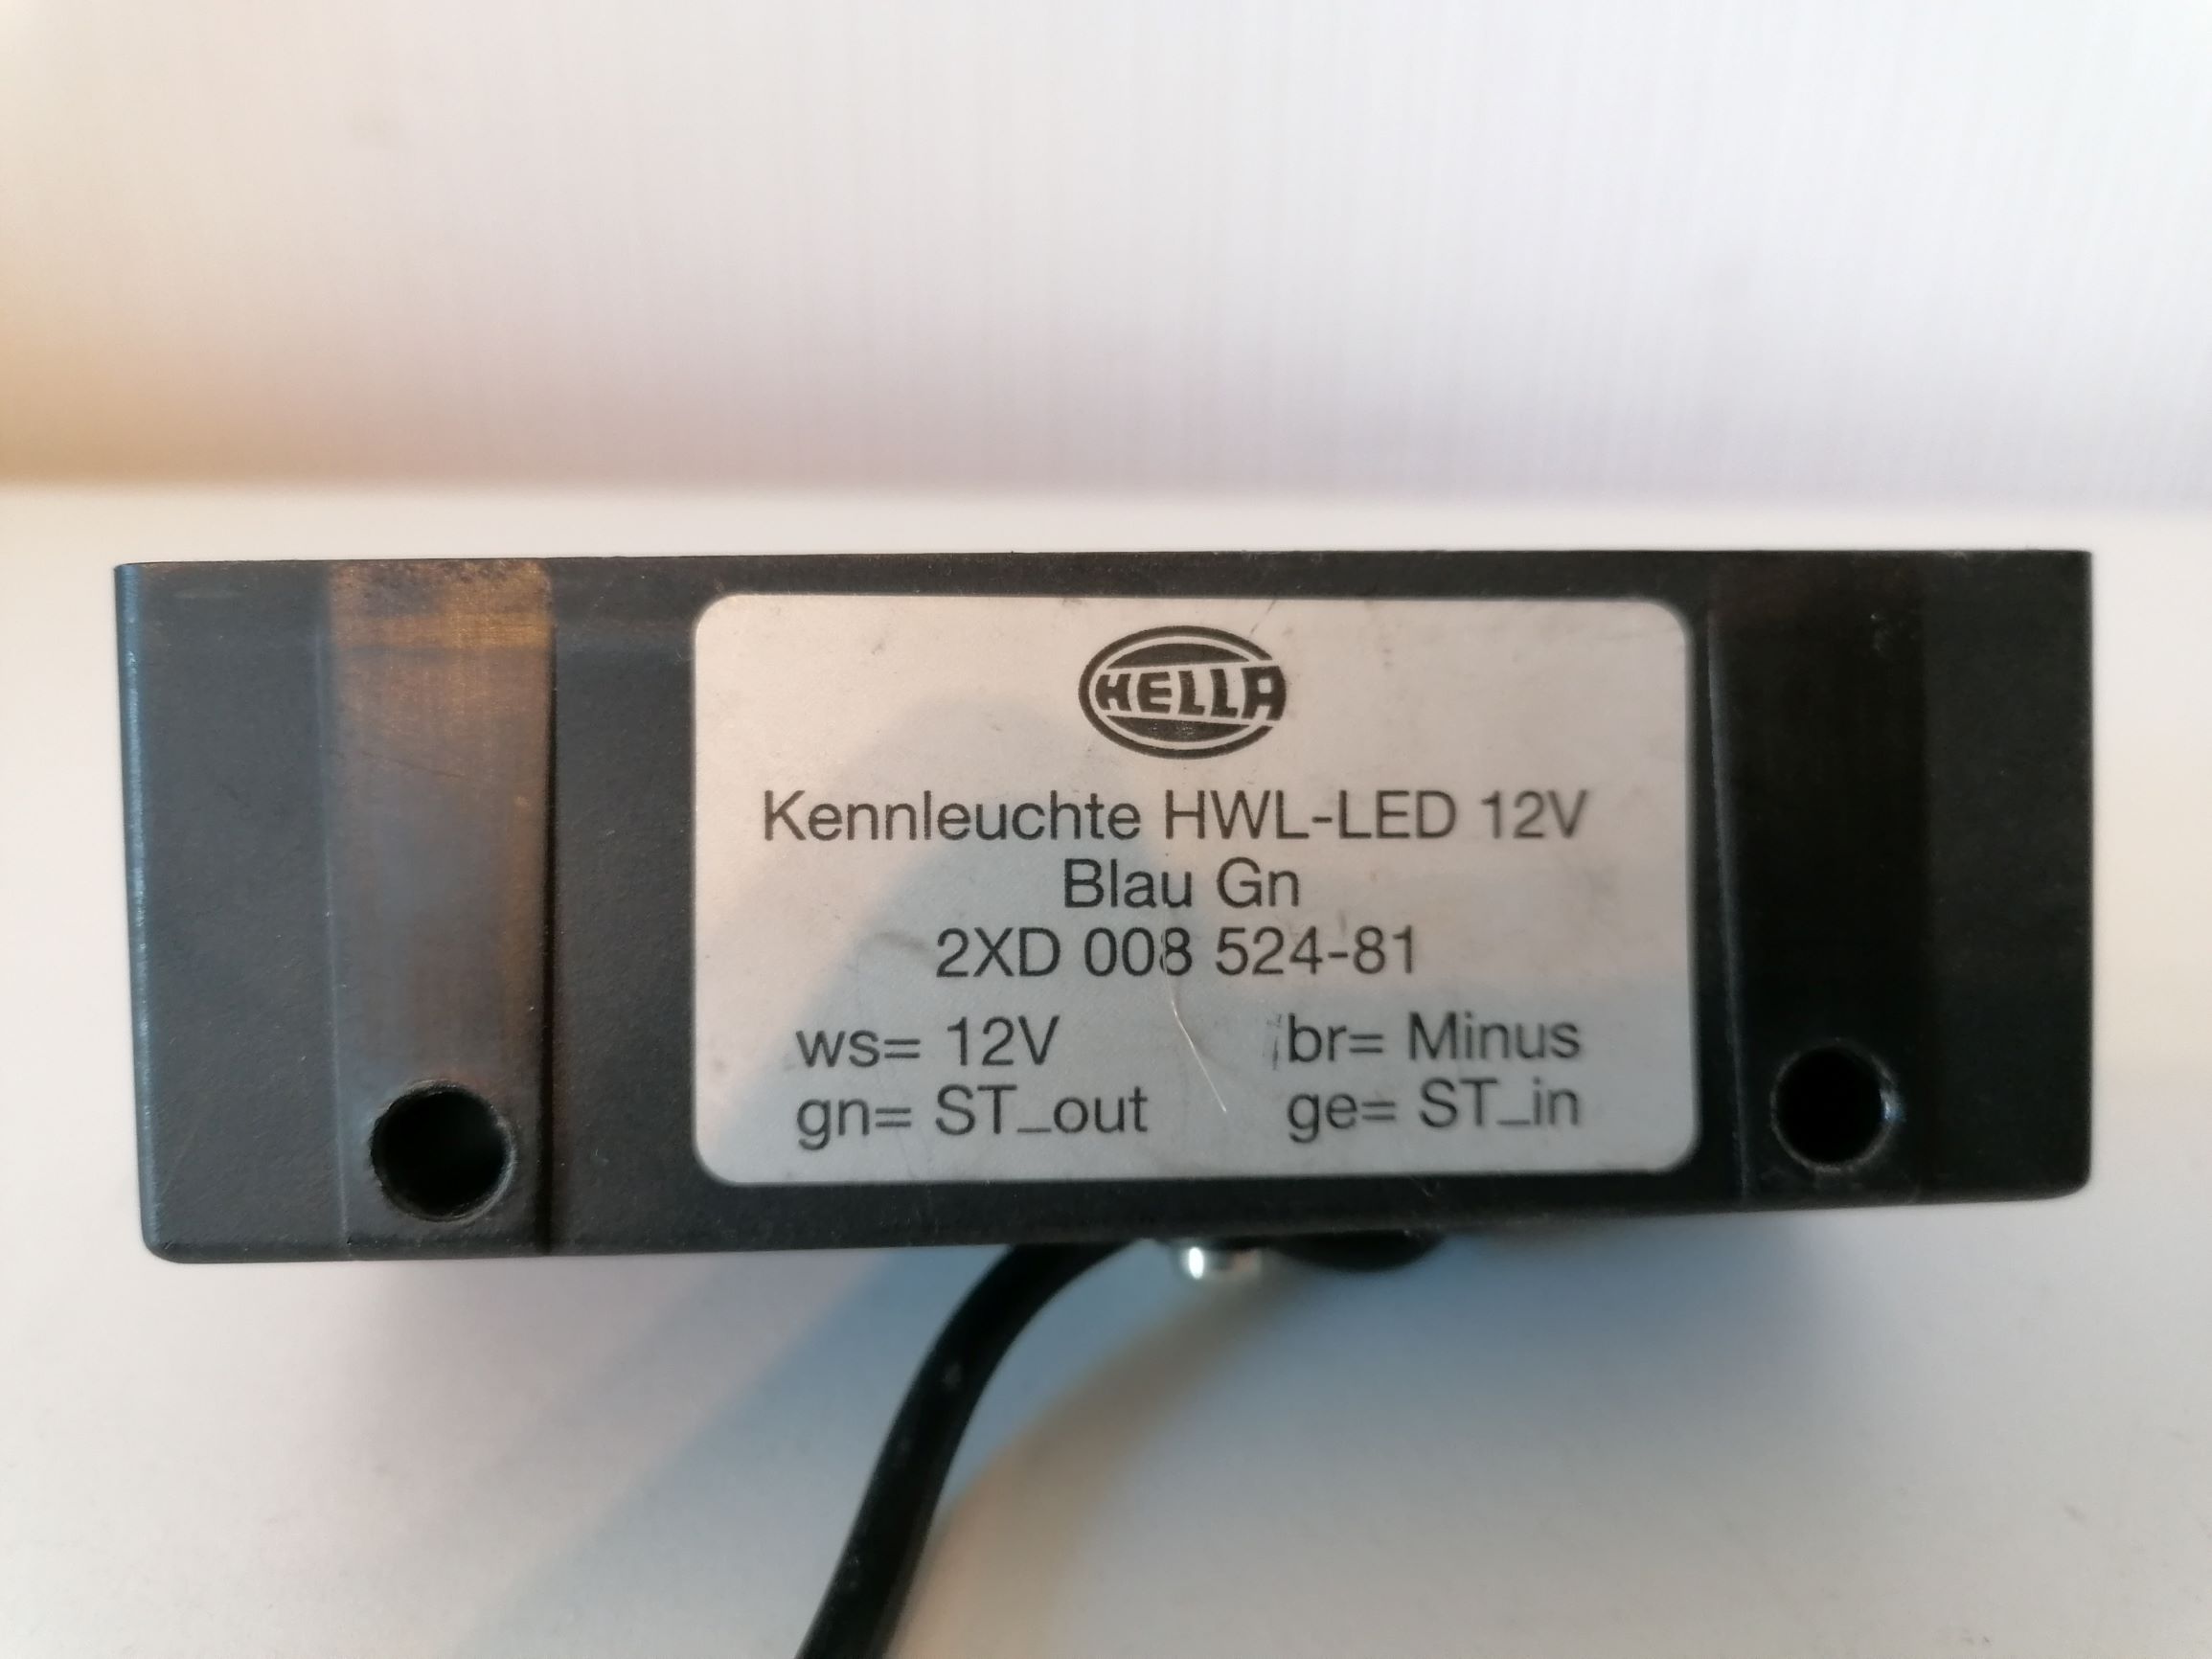 HELLA
Kennleuchte HWL-LED 12V
Blau Gn
2XD 008 524-81
ws= 12V br= Minus
gn= ST_out ge= ST_in